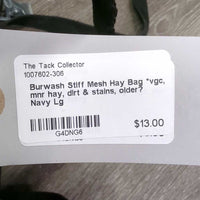 The Tack Collector
1007602-306
Burwash Stiff Mesh Hay Bag *vgc,
mnr hay, dirt & stains, older?
Navy Lg
$13.00
G4DNG6